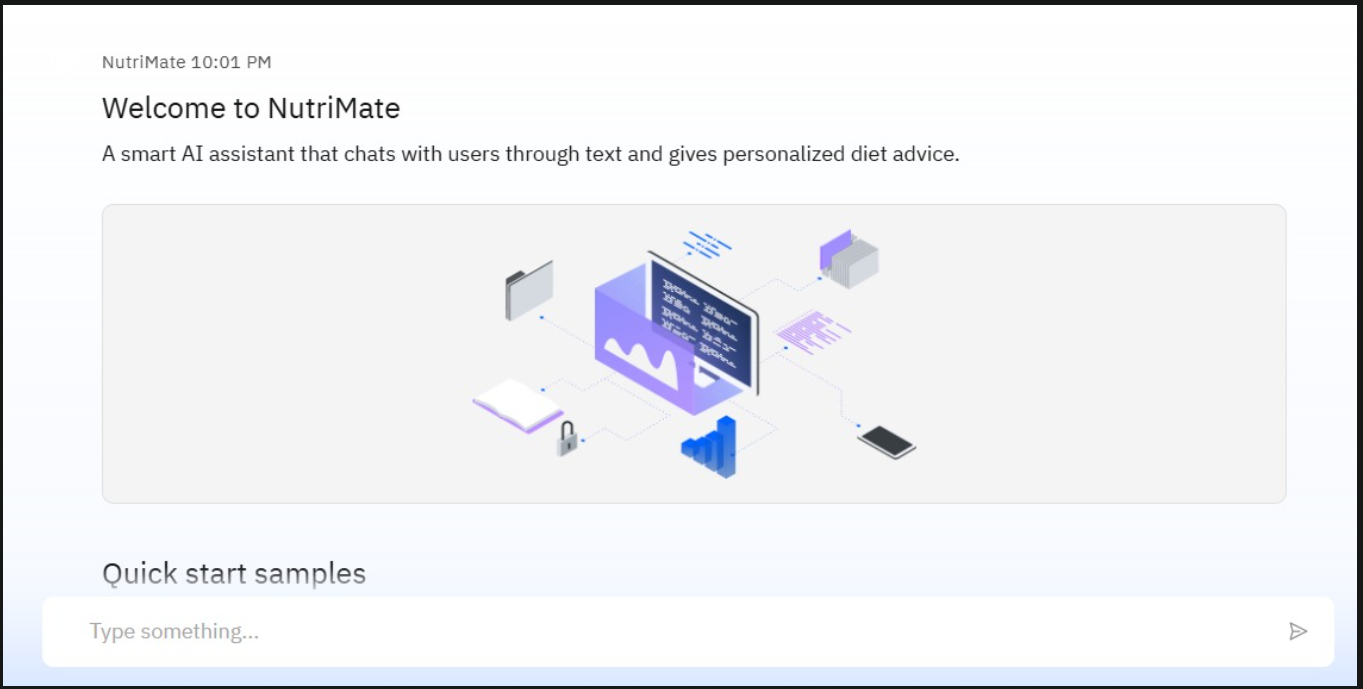 NutriMate 10:01 PM
Welcome to NutriMate
A smart AI assistant that chats with users through text and gives personalized diet advice.
Quick start samples
Type something...